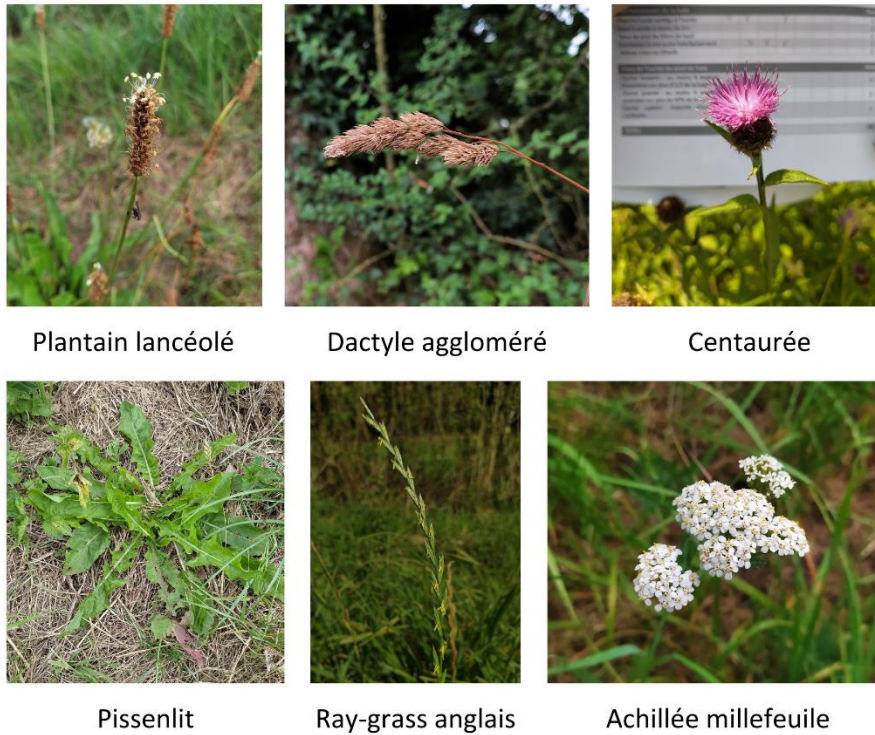 Plantain lancéolé
Dactyle aggloméré
Centaurée
Pissenlit
Ray-grass anglais
Achillée millefeuile